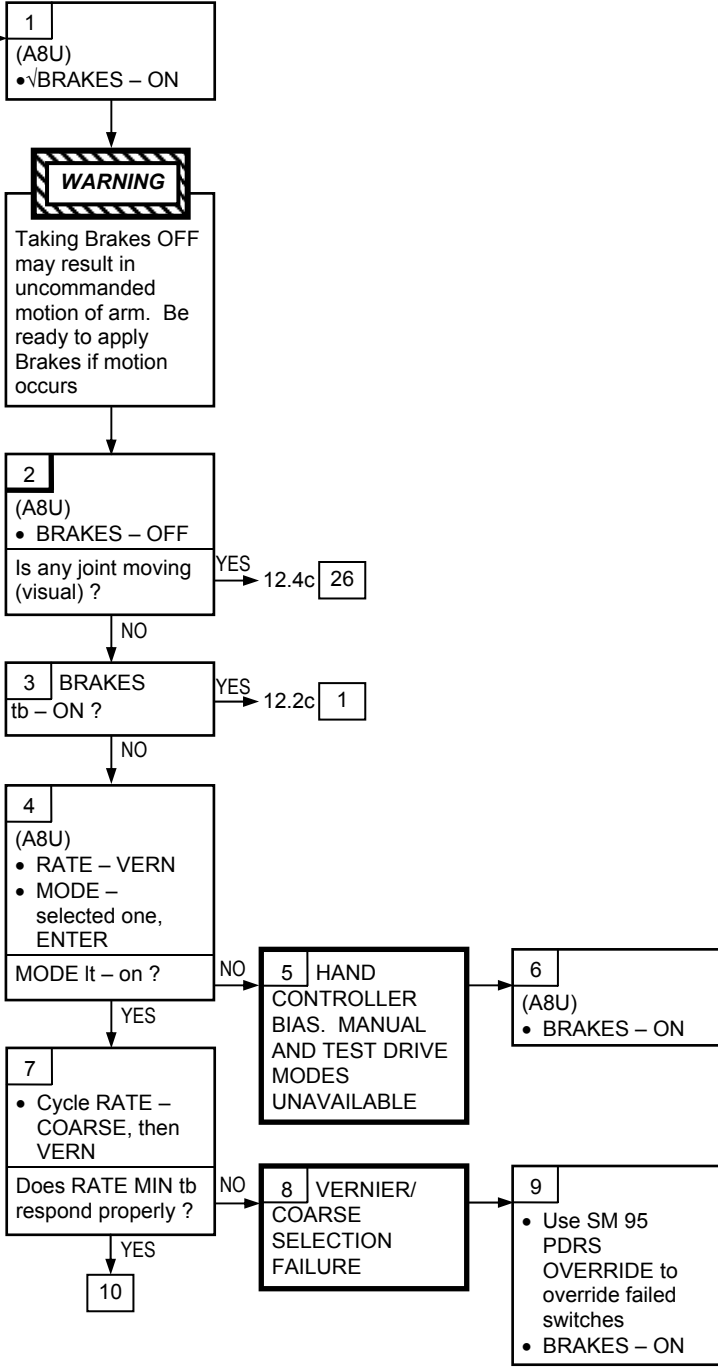 1
(A8U)
•√BRAKES – ON
WARNING
Taking Brakes OFF
may result in
uncommanded
motion of arm.  Be
ready to apply
Brakes if motion
occurs
2
(A8U)
• BRAKES – OFF
Is any joint moving
(visual) ?
YES
12.4c 26
NO
3 BRAKES
tb – ON ?
YES
12.2c 1
NO
4
(A8U)
• RATE – VERN
• MODE –
selected one,
ENTER
MODE lt – on ?
NO
5 HAND
CONTROLLER
BIAS.  MANUAL
AND TEST DRIVE
MODES
UNAVAILABLE
6
(A8U)
• BRAKES – ON
YES
7
• Cycle RATE –
COARSE, then
VERN
Does RATE MIN tb
respond properly ?
NO
8 VERNIER/
COARSE
SELECTION
FAILURE
9
• Use SM 95
PDRS
OVERRIDE to
override failed
switches
• BRAKES – ON
YES
10